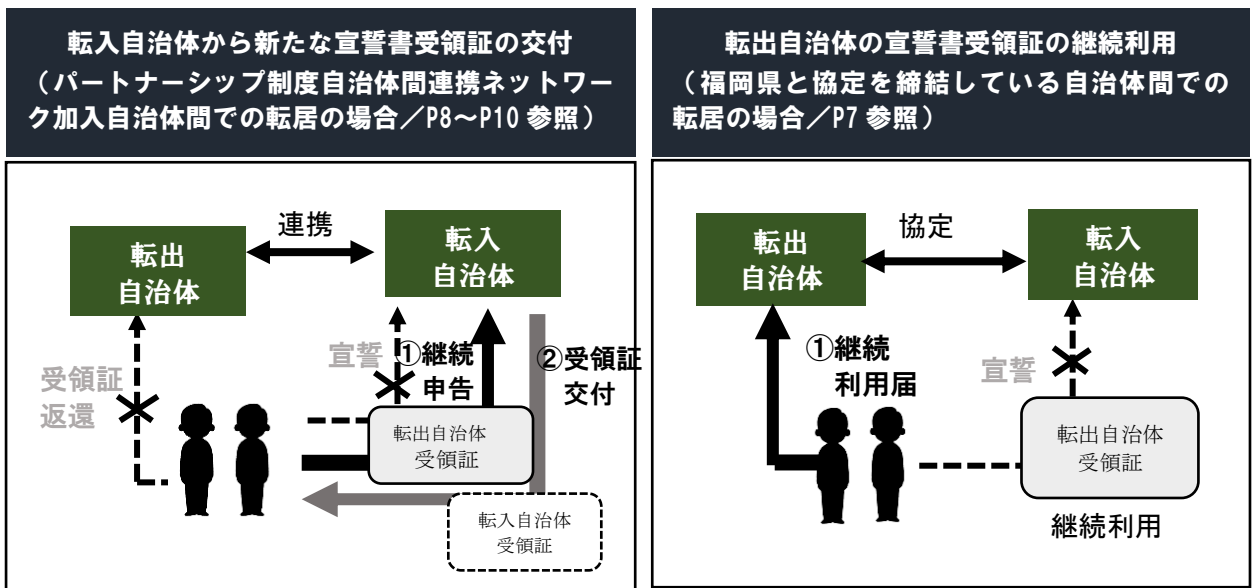 転入自治体から新たな宣誓書受領証の交付
（パートナーシップ制度自治体間連携ネットワー
ク加入自治体間での転居の場合／P8～P10 参照）
連携
転出
自治体
転入
自治体
受領証
返還
宣誓
①継続
申告
②受領証
交付
転出自治体
受領証
転入自治体
受領証
転出自治体の宣誓書受領証の継続利用
（福岡県と協定を締結している自治体間での
転居の場合／P7 参照）
協定
転出
自治体
転入
自治体
①継続
利用届
宣誓
転出自治体
受領証
継続利用